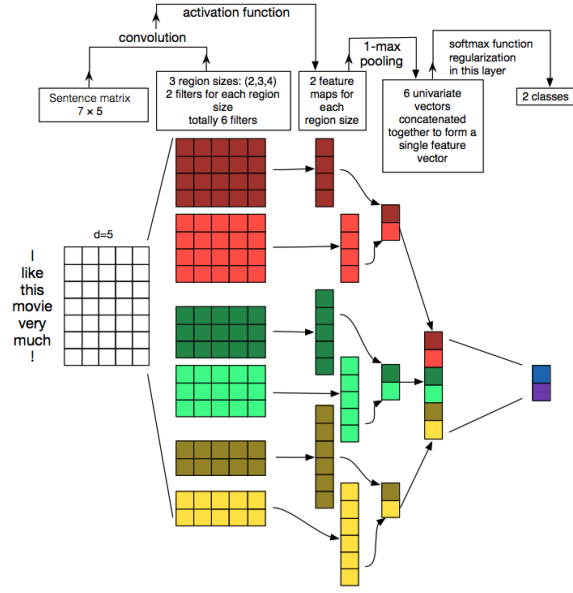 activation function
convolution
1-max
pooling
softmax function
regularization
in this layer
Sentence matrix
7 × 5
3 region sizes: (2,3,4)
2 filters for each region
size
totally 6 filters
2 feature
maps for
each
region size
6 univariate
vectors
concatenated
together to form a
single feature
vector
2 classes
d=5
I
like
this
movie
very
much
!